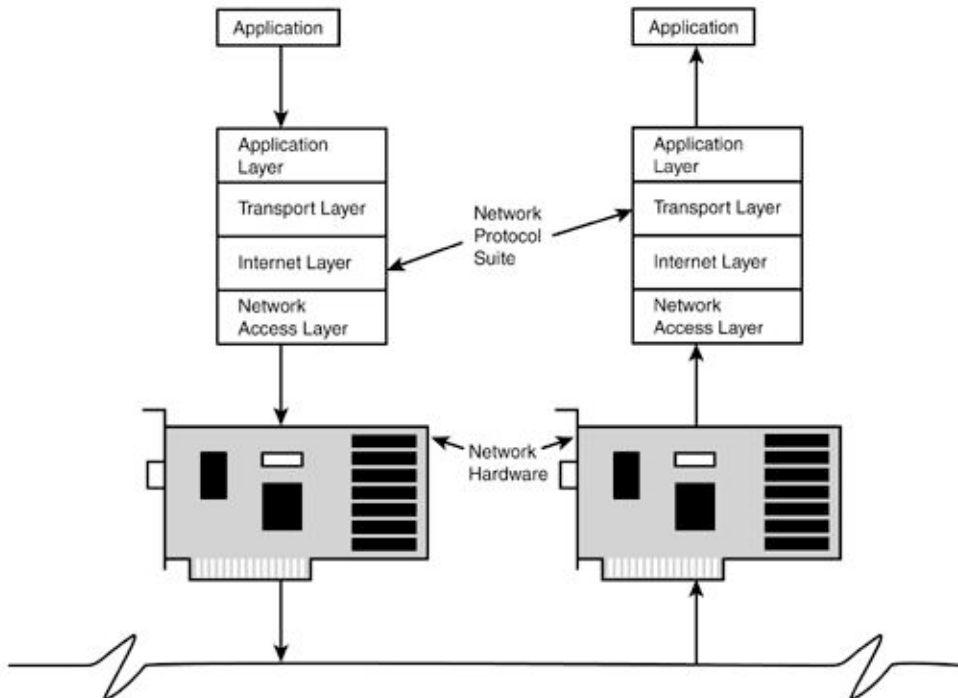 Application
Application
Application
Layer
Transport Layer
Internet Layer
Network
Access Layer
Network
Protocol
Suite
Application
Layer
Transport Layer
Internet Layer
Network
Access Layer
Network
Hardware